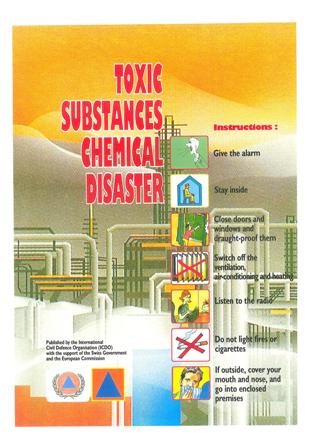 TOXIC
SUBSTANCES
CHEMICAL
DISASTER
Instructions :
Give the alarm
Stay inside
Close doors and
windows and
draught-proof them
Switch off the
ventilation,
air-conditioning and heating
Listen to the radio
Do not light fires or
cigarettes
If outside, cover your
mouth and nose, and
go into enclosed
premises
Published by the International
Civil Defence Organisation (ICDO)
with the support of the Swiss Government
and the European Commission